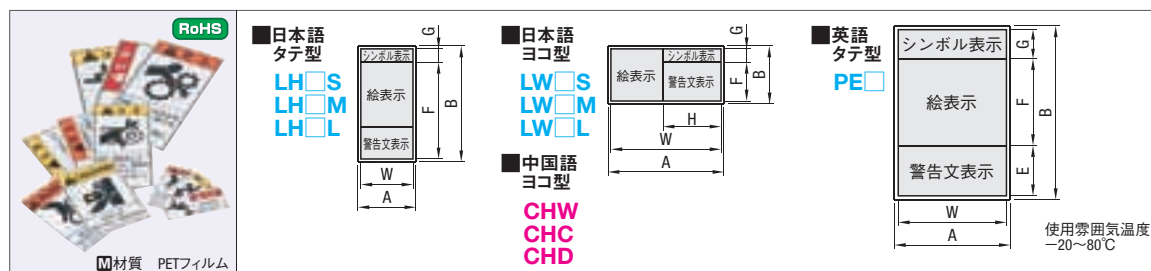 RoHS
M材質 PETフィルム
■日本語
タテ型
LH□S
LH□M
LH□L
シンボル表示
絵表示
警告文表示
G
F
B
W
A
■日本語
ヨコ型
LW□S
LW□M
LW□L
■中国語
ヨコ型
CHW
CHC
CHD
絵表示
シンボル表示
警告文表示
G
F
B
H
W
A
■英語
タテ型
PE□
シンボル表示
絵表示
警告文表示
G
F
E
B
W
A
使用雰囲気温度
−20〜80℃